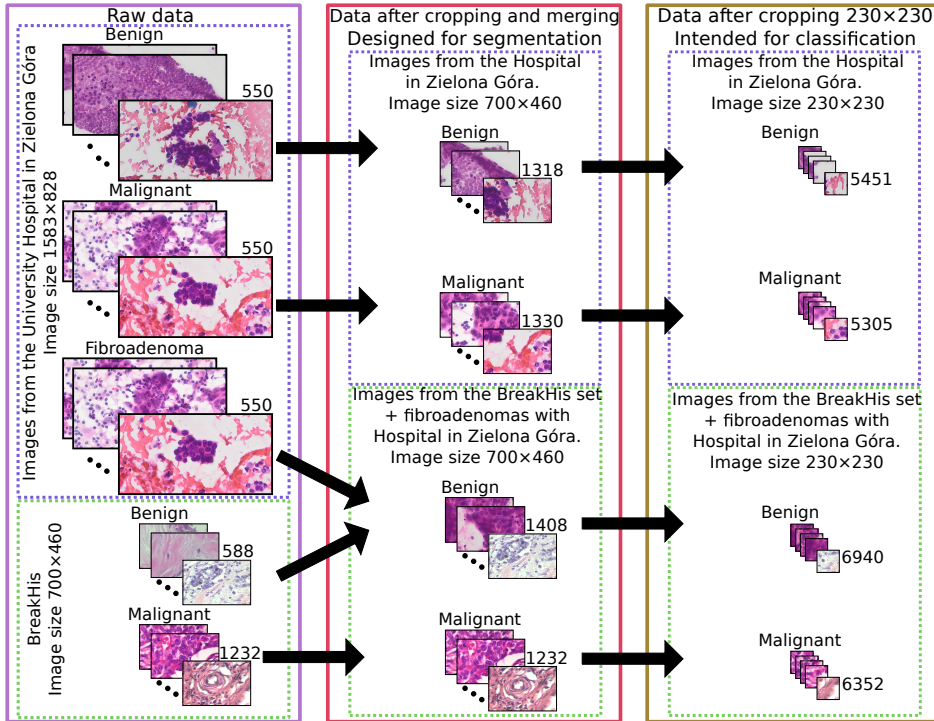 Raw data
Images from the University Hospital in Zielona Góra
Image size 1583×828
Benign
550
Malignant
550
Fibroadenoma
550
BreakHis
Image size 700×460
Benign
588
Malignant
1232
Data after cropping and merging
Designed for segmentation
Images from the Hospital
in Zielona Góra.
Image size 700×460
Benign
1318
Malignant
1330
Images from the BreakHis set
+ fibroadenomas with
Hospital in Zielona Góra.
Image size 700×460
Benign
1408
Malignant
1232
Data after cropping 230×230
Intended for classification
Images from the Hospital
in Zielona Góra.
Image size 230×230
Benign
5451
Malignant
5305
Images from the BreakHis set
+ fibroadenomas with
Hospital in Zielona Góra.
Image size 230×230
Benign
6940
Malignant
6352